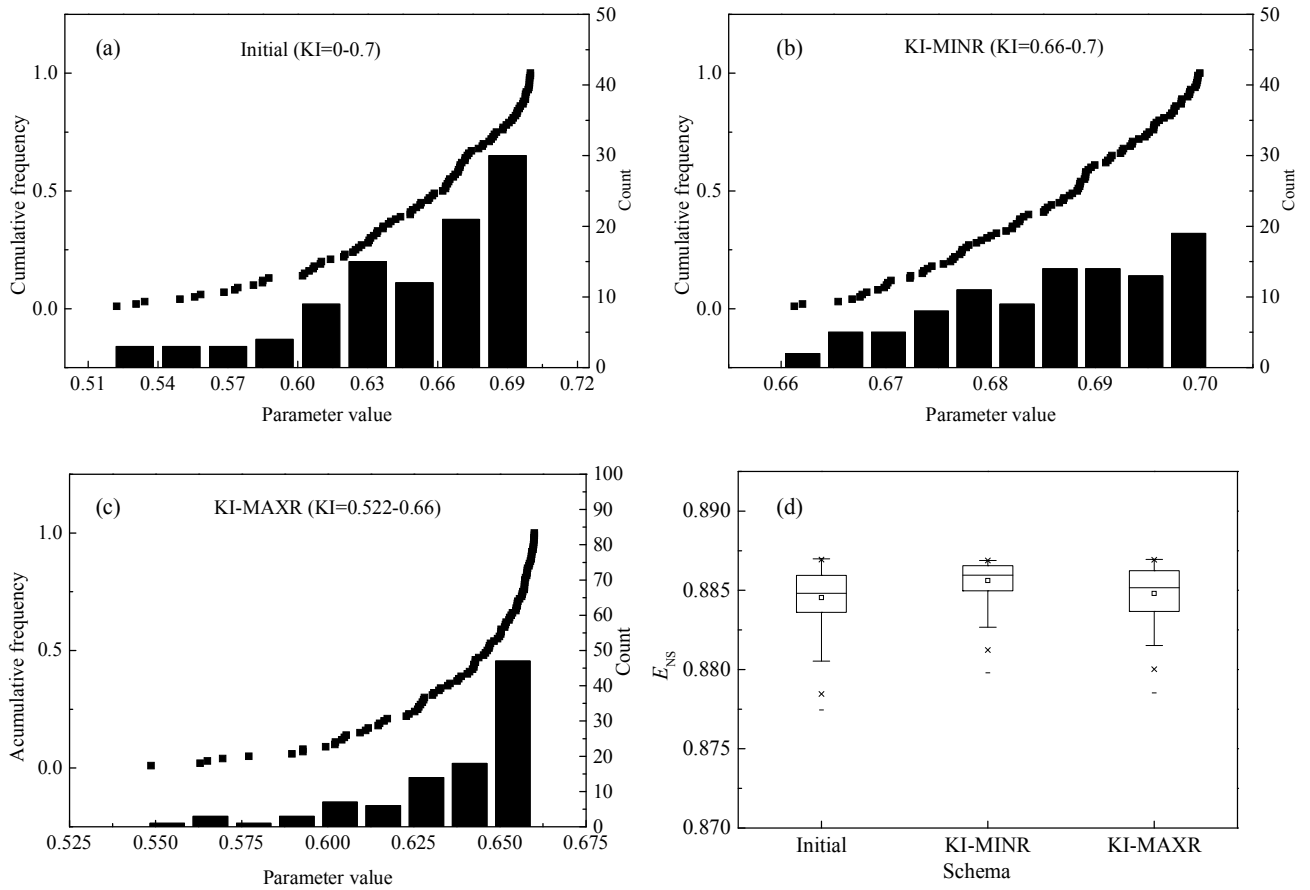 (a)
Initial (KI=0-0.7)
Cumulative frequency
1.0
0.5
0.0
50
40
30
20
10
0
Count
0.51 0.54 0.57 0.60 0.63 0.66 0.69 0.72
Parameter value
(b)
KI-MINR (KI=0.66-0.7)
Cumulative frequency
1.0
0.5
0.0
50
40
30
20
10
0
Count
0.66 0.67 0.68 0.69 0.70
Parameter value
(c)
KI-MAXR (KI=0.522-0.66)
Acumulative frequency
1.0
0.5
0.0
100
90
80
70
60
50
40
30
20
10
0
Count
0.525 0.550 0.575 0.600 0.625 0.650 0.675
Parameter value
(d)
E_NS
0.890
0.885
0.880
0.875
0.870
Initial KI-MINR KI-MAXR
Schema